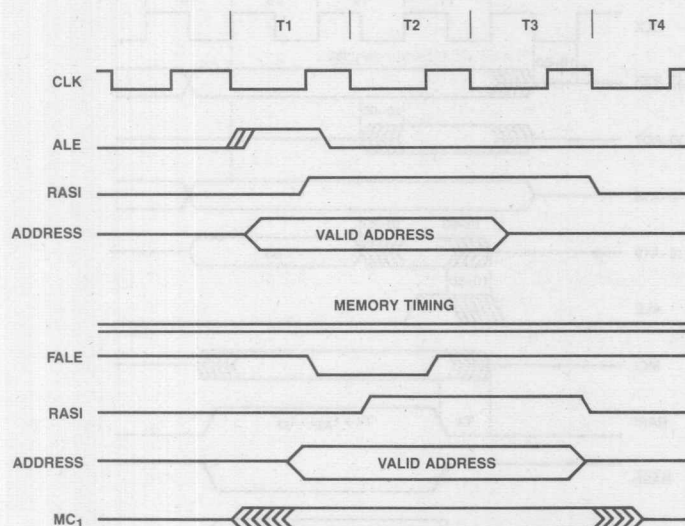 T1 T2 T3 T4
CLK
ALE
RASI
ADDRESS VALID ADDRESS
MEMORY TIMING
FALE
RASI
ADDRESS VALID ADDRESS
MC₁